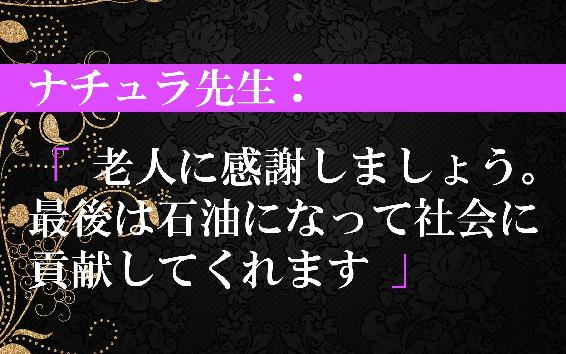 ナチュラ先生：
「 老人に感謝しましょう。
最後は石油になって社会に
貢献してくれます 」